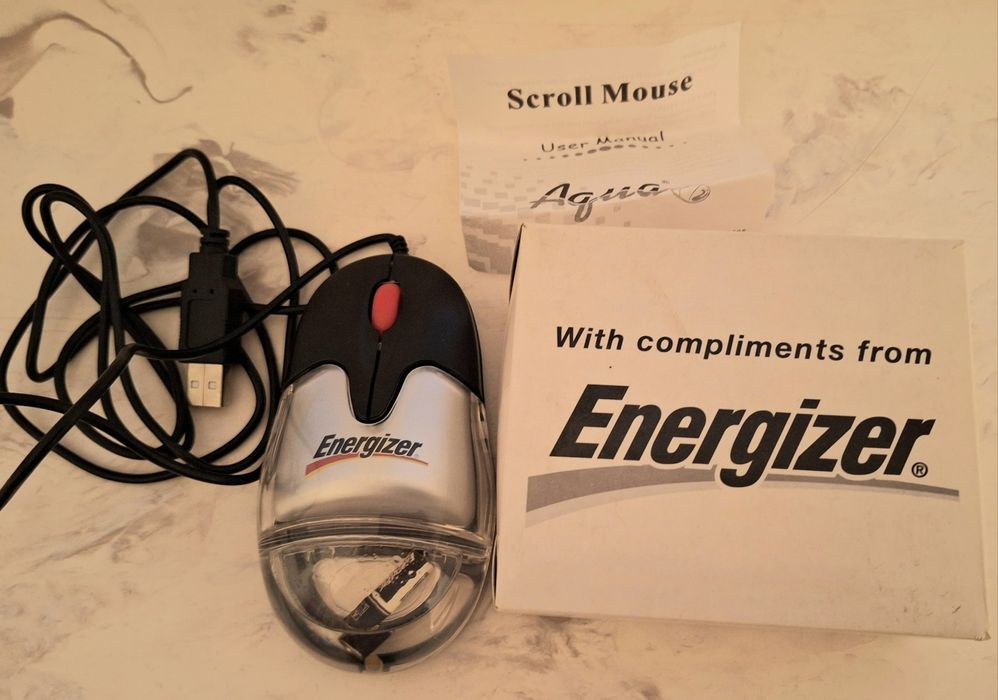 Scroll Mouse
User Manual
Aqua
With compliments from
Energizer®
Energizer